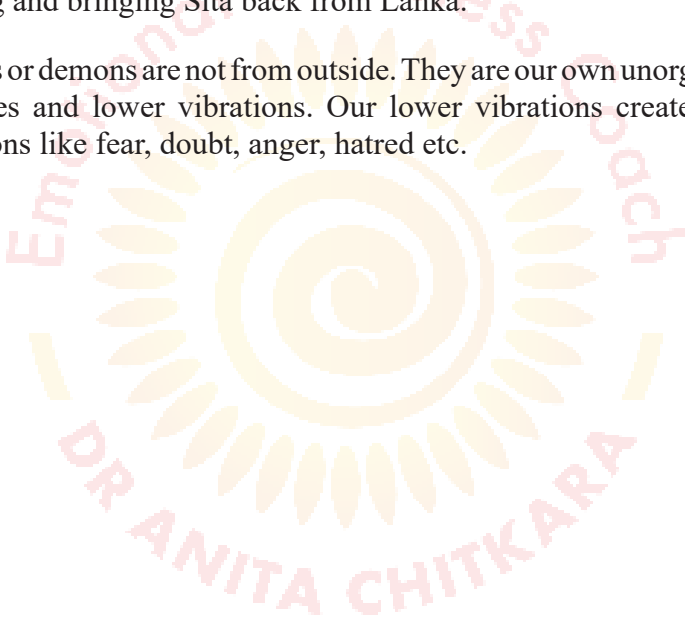 g and bringing Sita back from Lanka.
s or demons are not from outside. They are our own unorg
es and lower vibrations. Our lower vibrations create
ons like fear, doubt, anger, hatred etc.
Emotional
ess Coach
DR ANITA CHITKARA